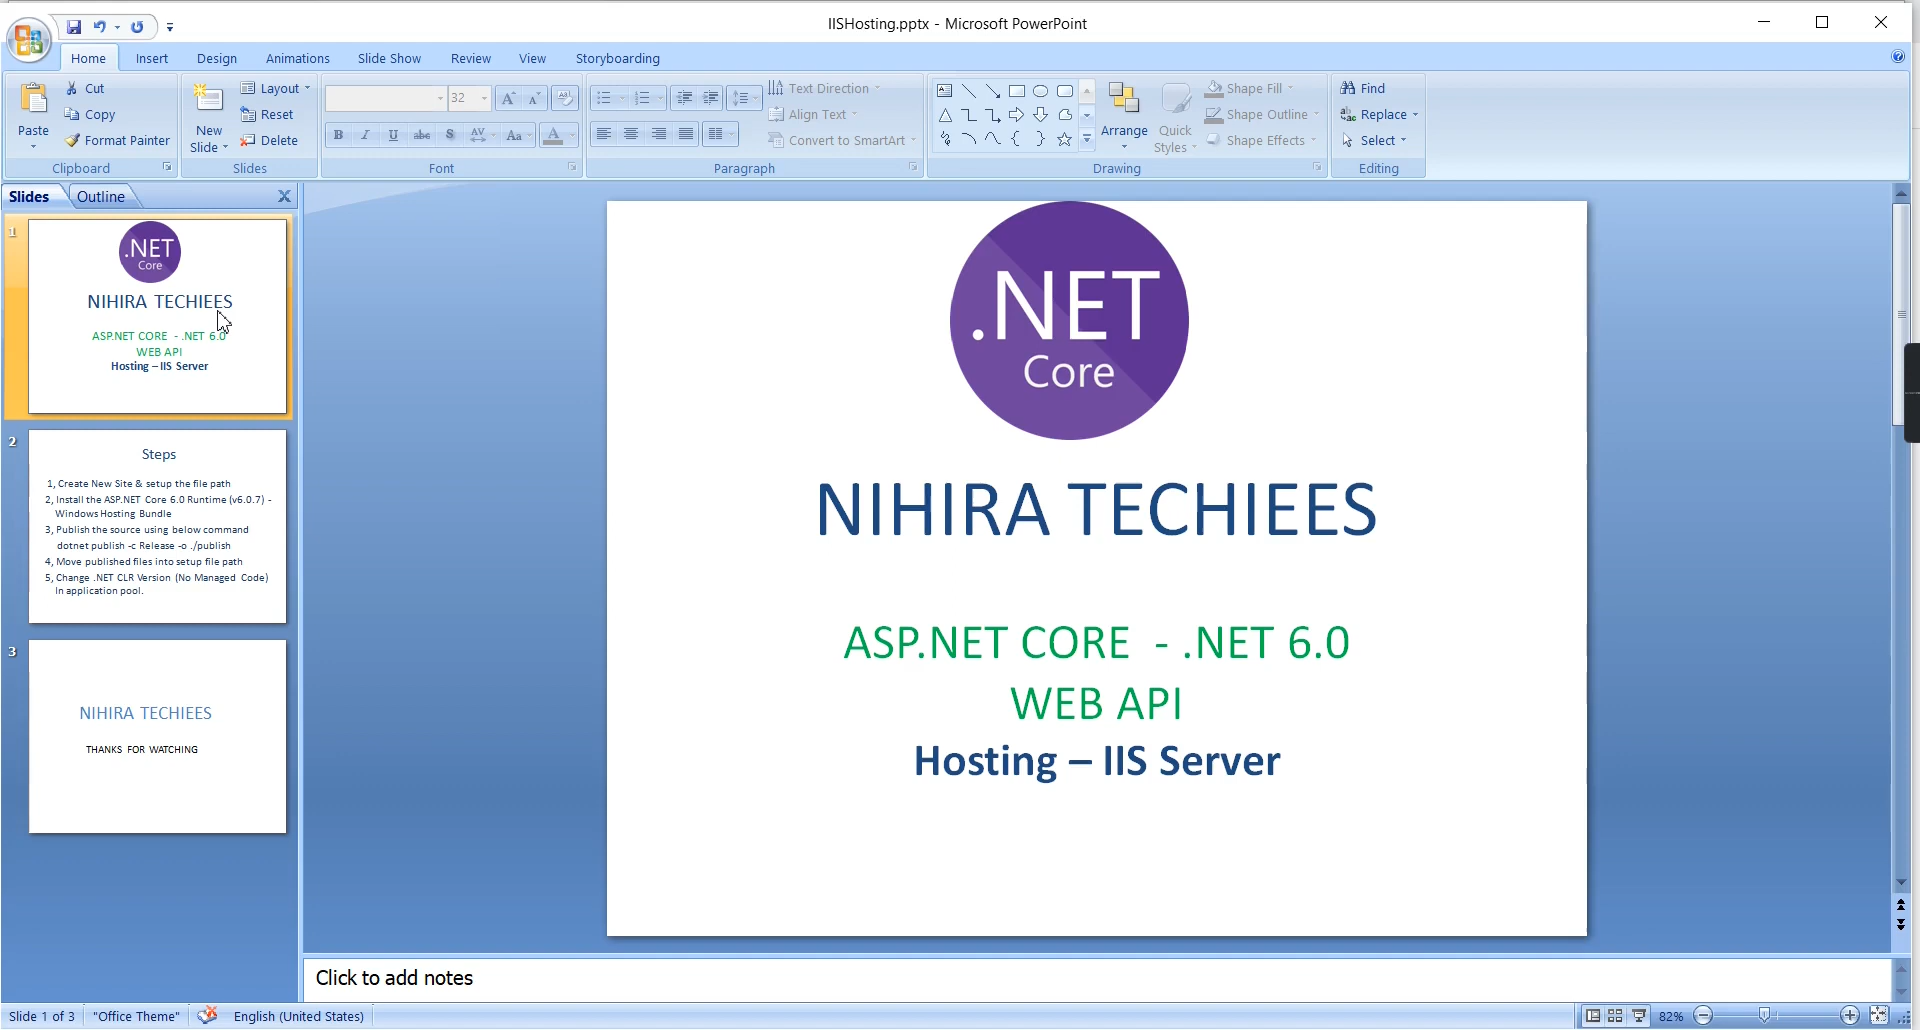 IISHosting.pptx - Microsoft PowerPoint
Home Insert Design Animations Slide Show Review View Storyboarding
Paste
Cut
Copy
Format Painter
Clipboard
New
Slide
Layout
Reset
Delete
Slides
32
B I U abc S AV Aa A
Font
Text Direction
Align Text
Convert to SmartArt
Paragraph
Arrange
Quick
Styles
Shape Fill
Shape Outline
Shape Effects
Drawing
Find
Replace
Select
Editing
Slides Outline
1
.NET
Core
NIHIRA TECHIEES
ASP.NET CORE - .NET 6.0
WEB API
Hosting – IIS Server
2
Steps
1, Create New Site & setup the file path
2, Install the ASP.NET Core 6.0 Runtime (v6.0.7) -
Windows Hosting Bundle
3, Publish the source using below command
dotnet publish -c Release -o ./publish
4, Move published files into setup file path
5, Change .NET CLR Version (No Managed Code)
In application pool.
3
NIHIRA TECHIEES
THANKS FOR WATCHING
.NET
Core
NIHIRA TECHIEES
ASP.NET CORE - .NET 6.0
WEB API
Hosting – IIS Server
Click to add notes
Slide 1 of 3 "Office Theme" English (United States) 82%